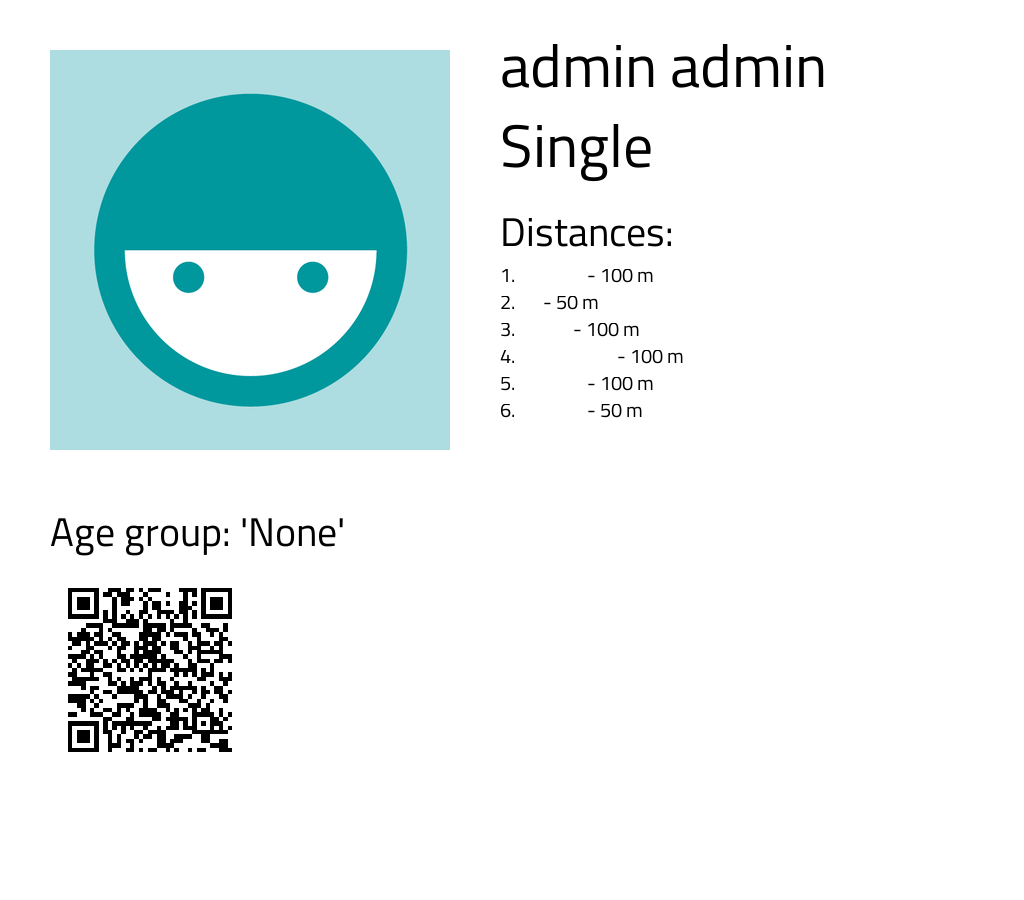 admin admin
Single
Distances:
1. - 100 m
2. - 50 m
3. - 100 m
4. - 100 m
5. - 100 m
6. - 50 m
Age group: 'None'